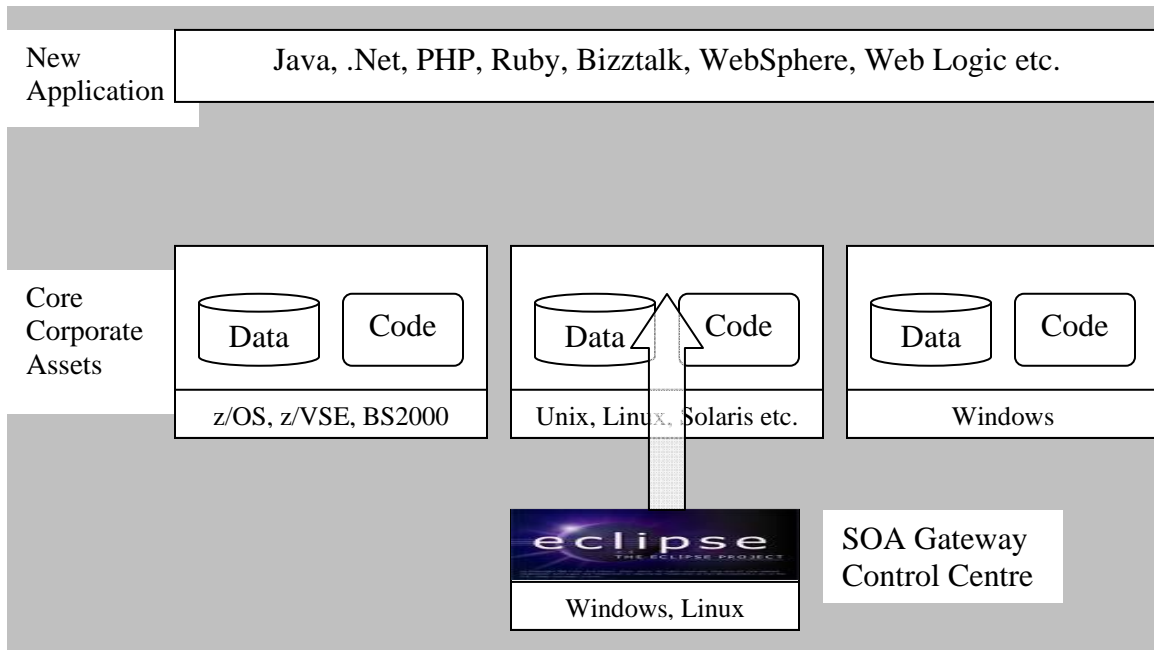 New
Application
Java, .Net, PHP, Ruby, Bizztalk, WebSphere, Web Logic etc.
Core
Corporate
Assets
Data
Code
z/OS, z/VSE, BS2000
Data
Code
Unix, Linux, Solaris etc.
Data
Code
Windows
eclipse
THE ECLIPSE PROJECT
Windows, Linux
SOA Gateway
Control Centre